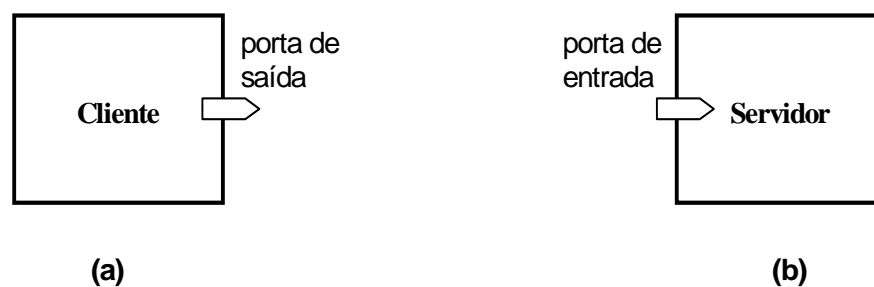 porta de
saída
Cliente
(a)
porta de
entrada
Servidor
(b)